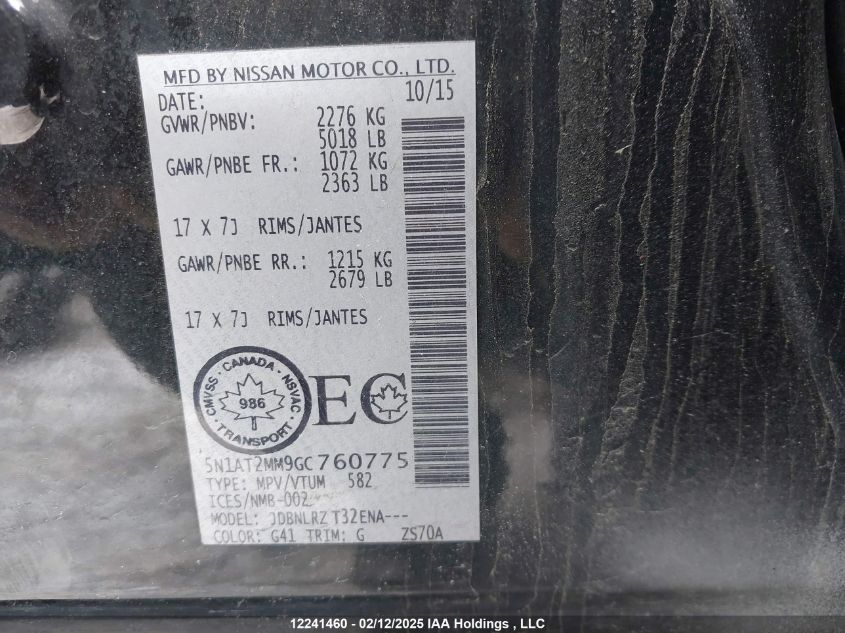 MFD BY NISSAN MOTOR CO., LTD.
DATE: 10/15
GVWR/PNBV: 2276 KG
5018 LB
GAWR/PNBE FR.: 1072 KG
2363 LB
17 X 7J RIMS/JANTES
GAWR/PNBE RR.: 1215 KG
2679 LB
17 X 7J RIMS/JANTES
CANADA
CMVSS NSVAC
986
TRANSPORT
EC
5N1AT2MM9GC760775
TYPE: MPV/VTUM 582
ICES/NMB-002
MODEL: JDBNLRZ T32ENA---
COLOR: G41 TRIM: G ZS70A
12241460 - 02/12/2025 IAA Holdings , LLC